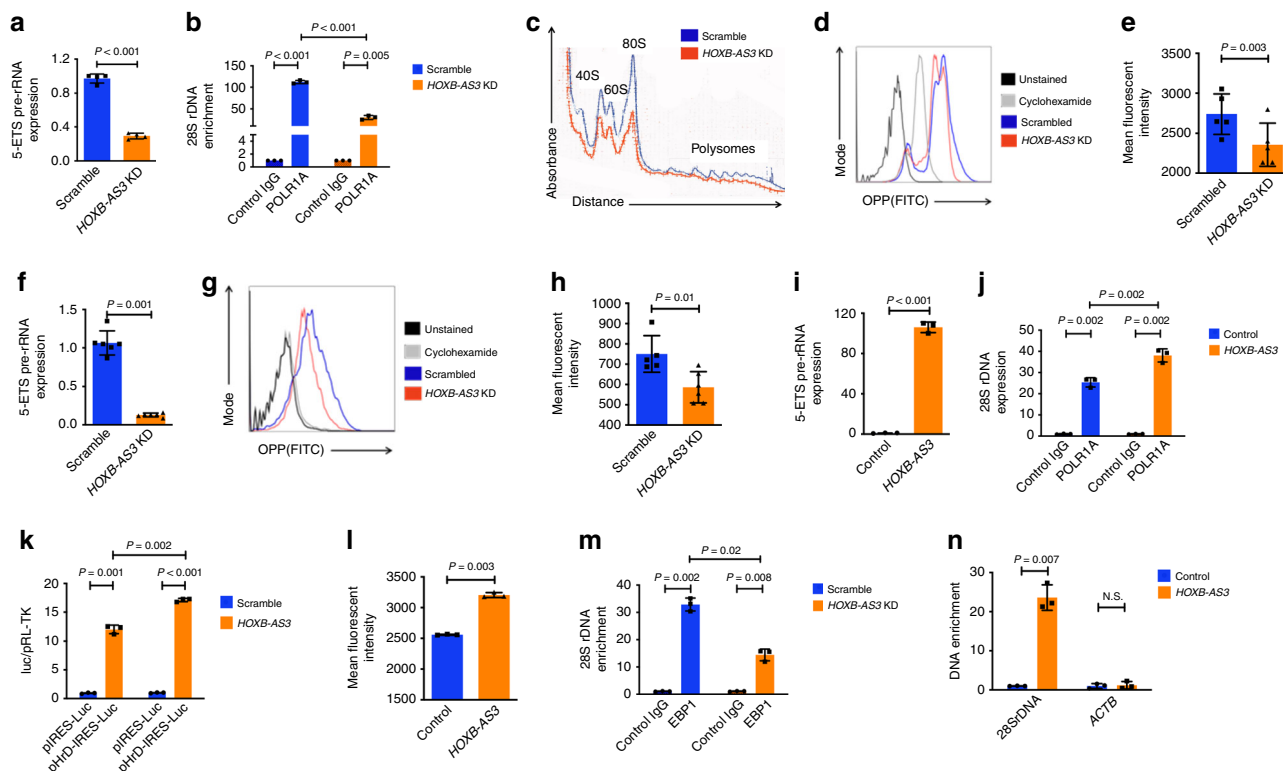 a
P < 0.001
5-ETS pre-rRNA
expression
1.2
0.8
0.4
0.0
Scramble
HOXB-AS3 KD
b
P < 0.001
P < 0.001
P = 0.005
28S rDNA
enrichment
150
125
100
75
50
25
6
4
2
0
Control IgG
POLR1A
Control IgG
POLR1A
Scramble
HOXB-AS3 KD
c
Scramble
HOXB-AS3 KD
40S
60S
80S
Polysomes
Absorbance
Distance
d
Mode
OPP(FITC)
Unstained
Cyclohexamide
Scrambled
HOXB-AS3 KD
e
P = 0.003
Mean fluorescent
intensity
3500
3000
2500
2000
Scrambled
HOXB-AS3 KD
f
P = 0.001
5-ETS pre-rRNA
expression
1.5
1.0
0.5
0.0
Scramble
HOXB-AS3 KD
g
Mode
OPP(FITC)
Unstained
Cyclohexamide
Scrambled
HOXB-AS3 KD
h
P = 0.01
Mean fluorescent
intensity
1000
900
800
700
600
500
400
Scramble
HOXB-AS3 KD
i
P < 0.001
5-ETS pre-rRNA
expression
120
80
40
0
Control
HOXB-AS3
j
P = 0.002
P = 0.002
P = 0.002
28S rDNA
expression
50
40
30
20
10
0
Control IgG
POLR1A
Control IgG
POLR1A
Control
HOXB-AS3
k
P = 0.002
P = 0.001
P < 0.001
luc/pRL-TK
20
15
10
5
0
pIRES-Luc
pHrD-IRES-Luc
pIRES-Luc
pHrD-IRES-Luc
Scramble
HOXB-AS3
l
P = 0.003
Mean fluorescent
intensity
3500
3000
2500
2000
1500
Control
HOXB-AS3
m
P = 0.02
P = 0.002
P = 0.008
28S rDNA
enrichment
40
30
20
10
0
Control IgG
EBP1
Control IgG
EBP1
Scramble
HOXB-AS3 KD
n
P = 0.007
N.S.
DNA enrichment
30
20
10
0
28SrDNA
ACTB
Control
HOXB-AS3